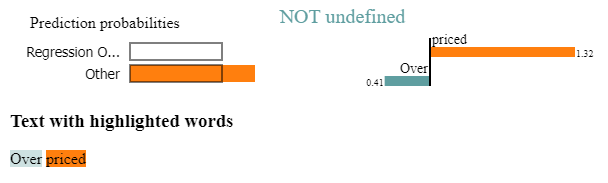 Prediction probabilities
Regression O...
Other
NOT undefined
priced
1.32
Over
0.41
Text with highlighted words
Over priced